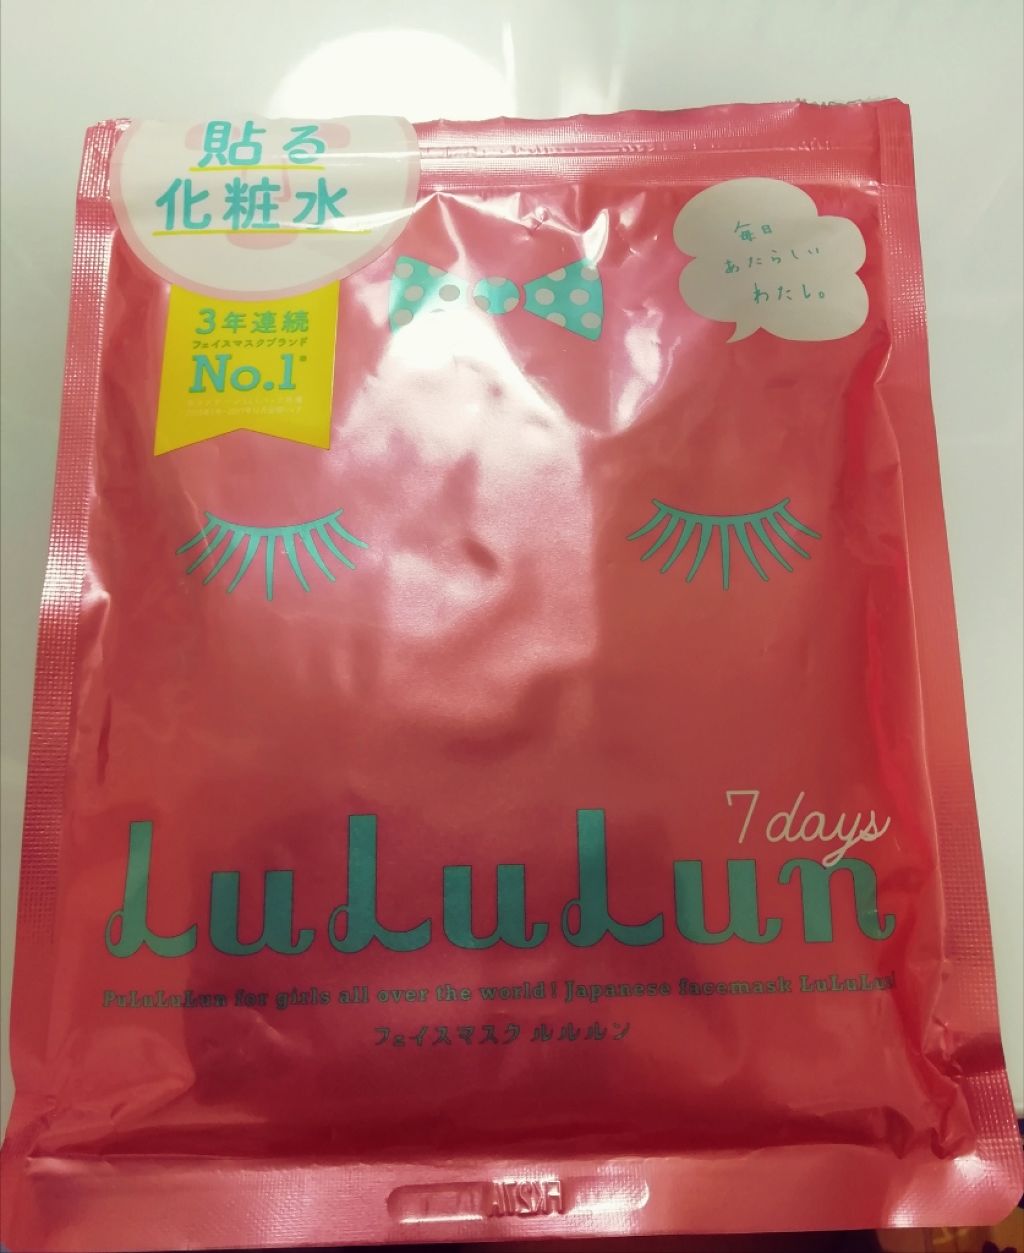 貼る
化粧水
3年連続
フェイスマスクブランド
No.1
毎日
あたらしい
わたし。
7days
LuLuLun
PuLuLuLun for girls all over the world! Japanese facemask LuLuLun!
フェイスマスク ルルルン